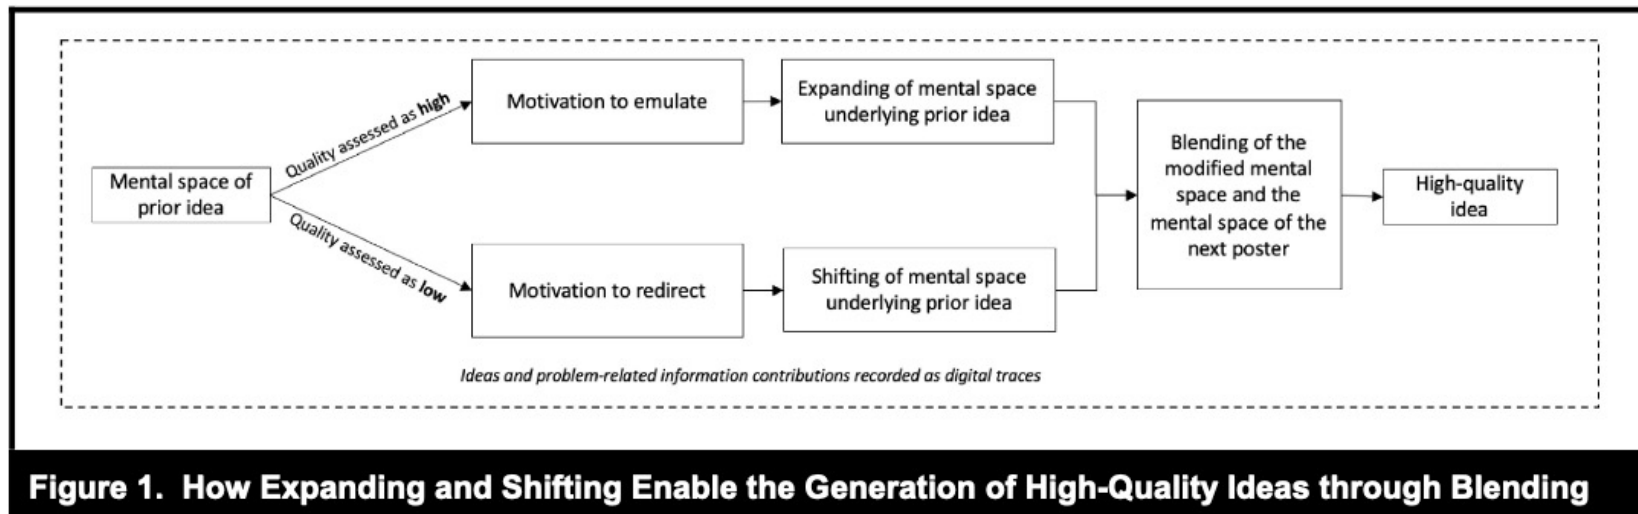 Mental space of
prior idea
Quality assessed as high
Quality assessed as low
Motivation to emulate
Motivation to redirect
Expanding of mental space
underlying prior idea
Shifting of mental space
underlying prior idea
Blending of the
modified mental
space and the
mental space of the
next poster
High-quality
idea
Ideas and problem-related information contributions recorded as digital traces
Figure 1. How Expanding and Shifting Enable the Generation of High-Quality Ideas through Blending